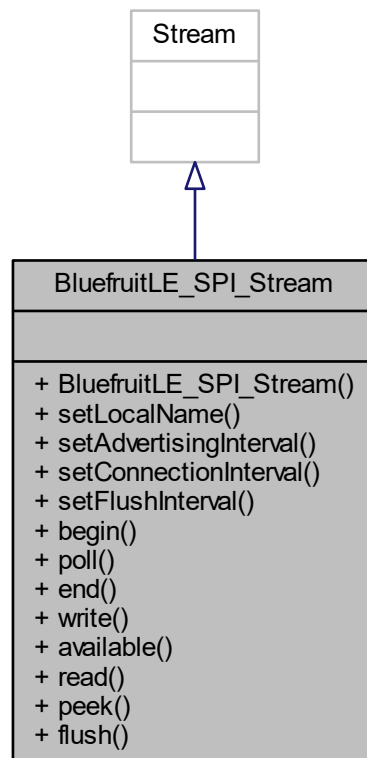 Stream
BluefruitLE_SPI_Stream
+ BluefruitLE_SPI_Stream()
+ setLocalName()
+ setAdvertisingInterval()
+ setConnectionInterval()
+ setFlushInterval()
+ begin()
+ poll()
+ end()
+ write()
+ available()
+ read()
+ peek()
+ flush()